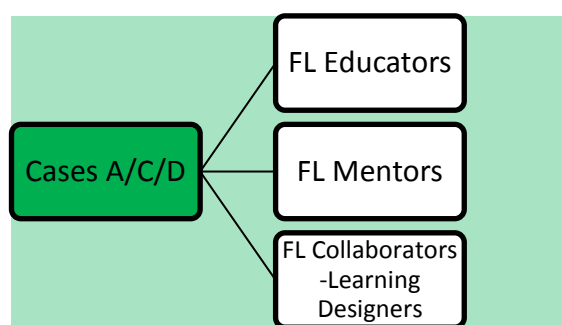 FL Educators
Cases A/C/D
FL Mentors
FL Collaborators
-Learning
Designers